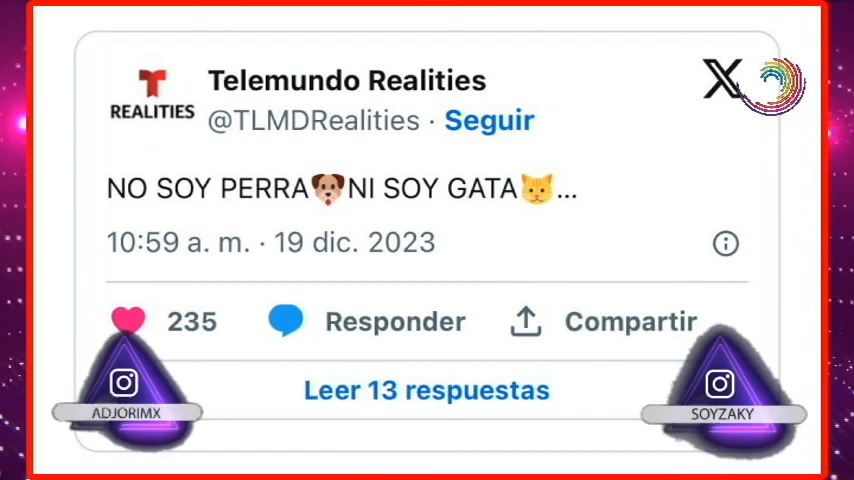 Telemundo Realities
REALITIES
@TLMDRealities · Seguir
NO SOY PERRA🐶NI SOY GATA🐱...
10:59 a. m. · 19 dic. 2023
235 Responder Compartir
Leer 13 respuestas
ADJORIMX
SOYZAKY